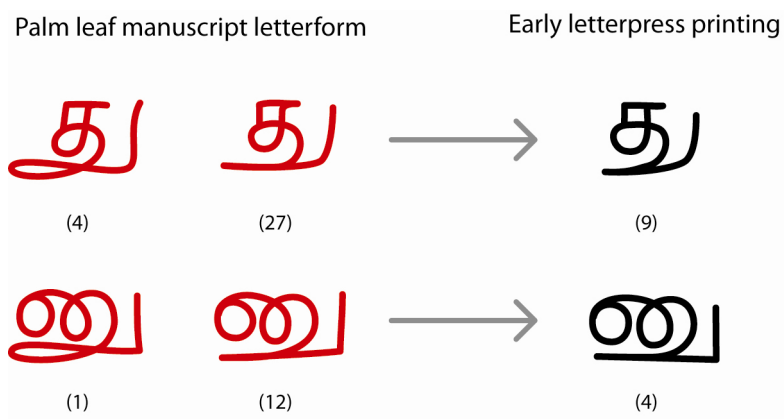 Palm leaf manuscript letterform Early letterpress printing
து து து
(4) (27) (9)
னு னு னு
(1) (12) (4)